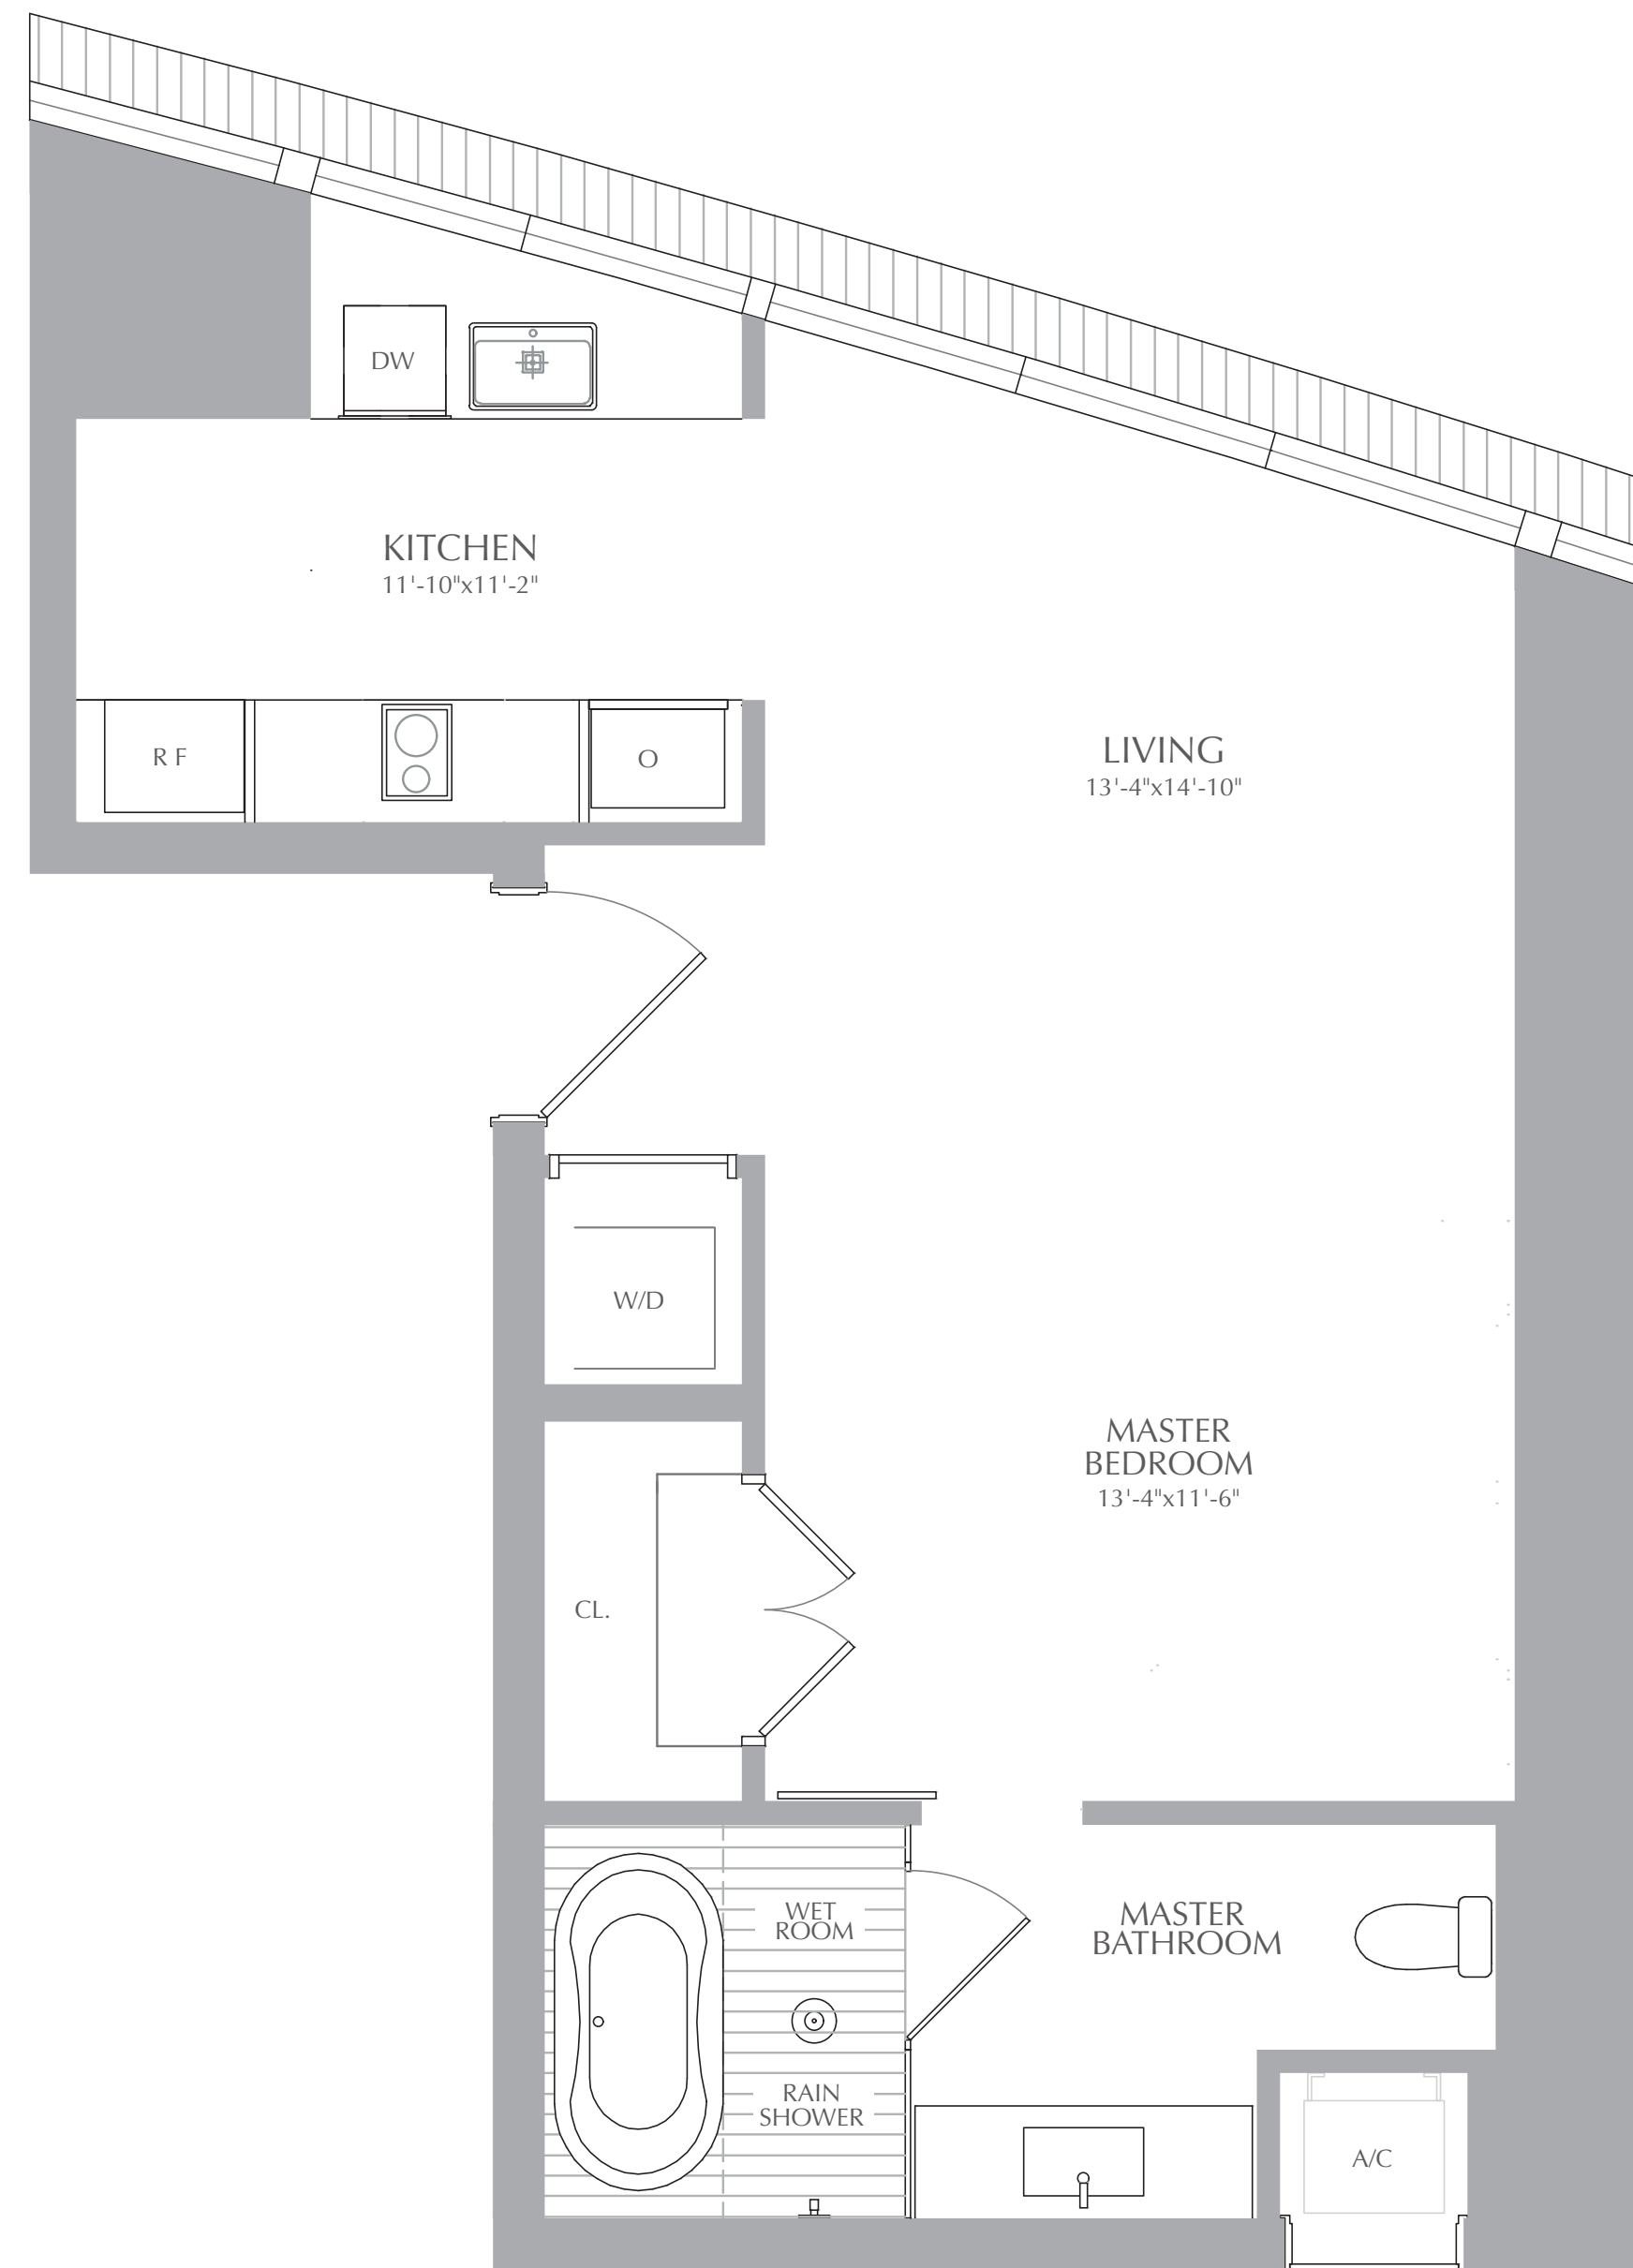 DW
KITCHEN
11'-10"x11'-2"
R F
O
LIVING
13'-4"x14'-10"
W/D
MASTER
BEDROOM
13'-4"x11'-6"
CL.
WET
ROOM
MASTER
BATHROOM
RAIN
SHOWER
A/C